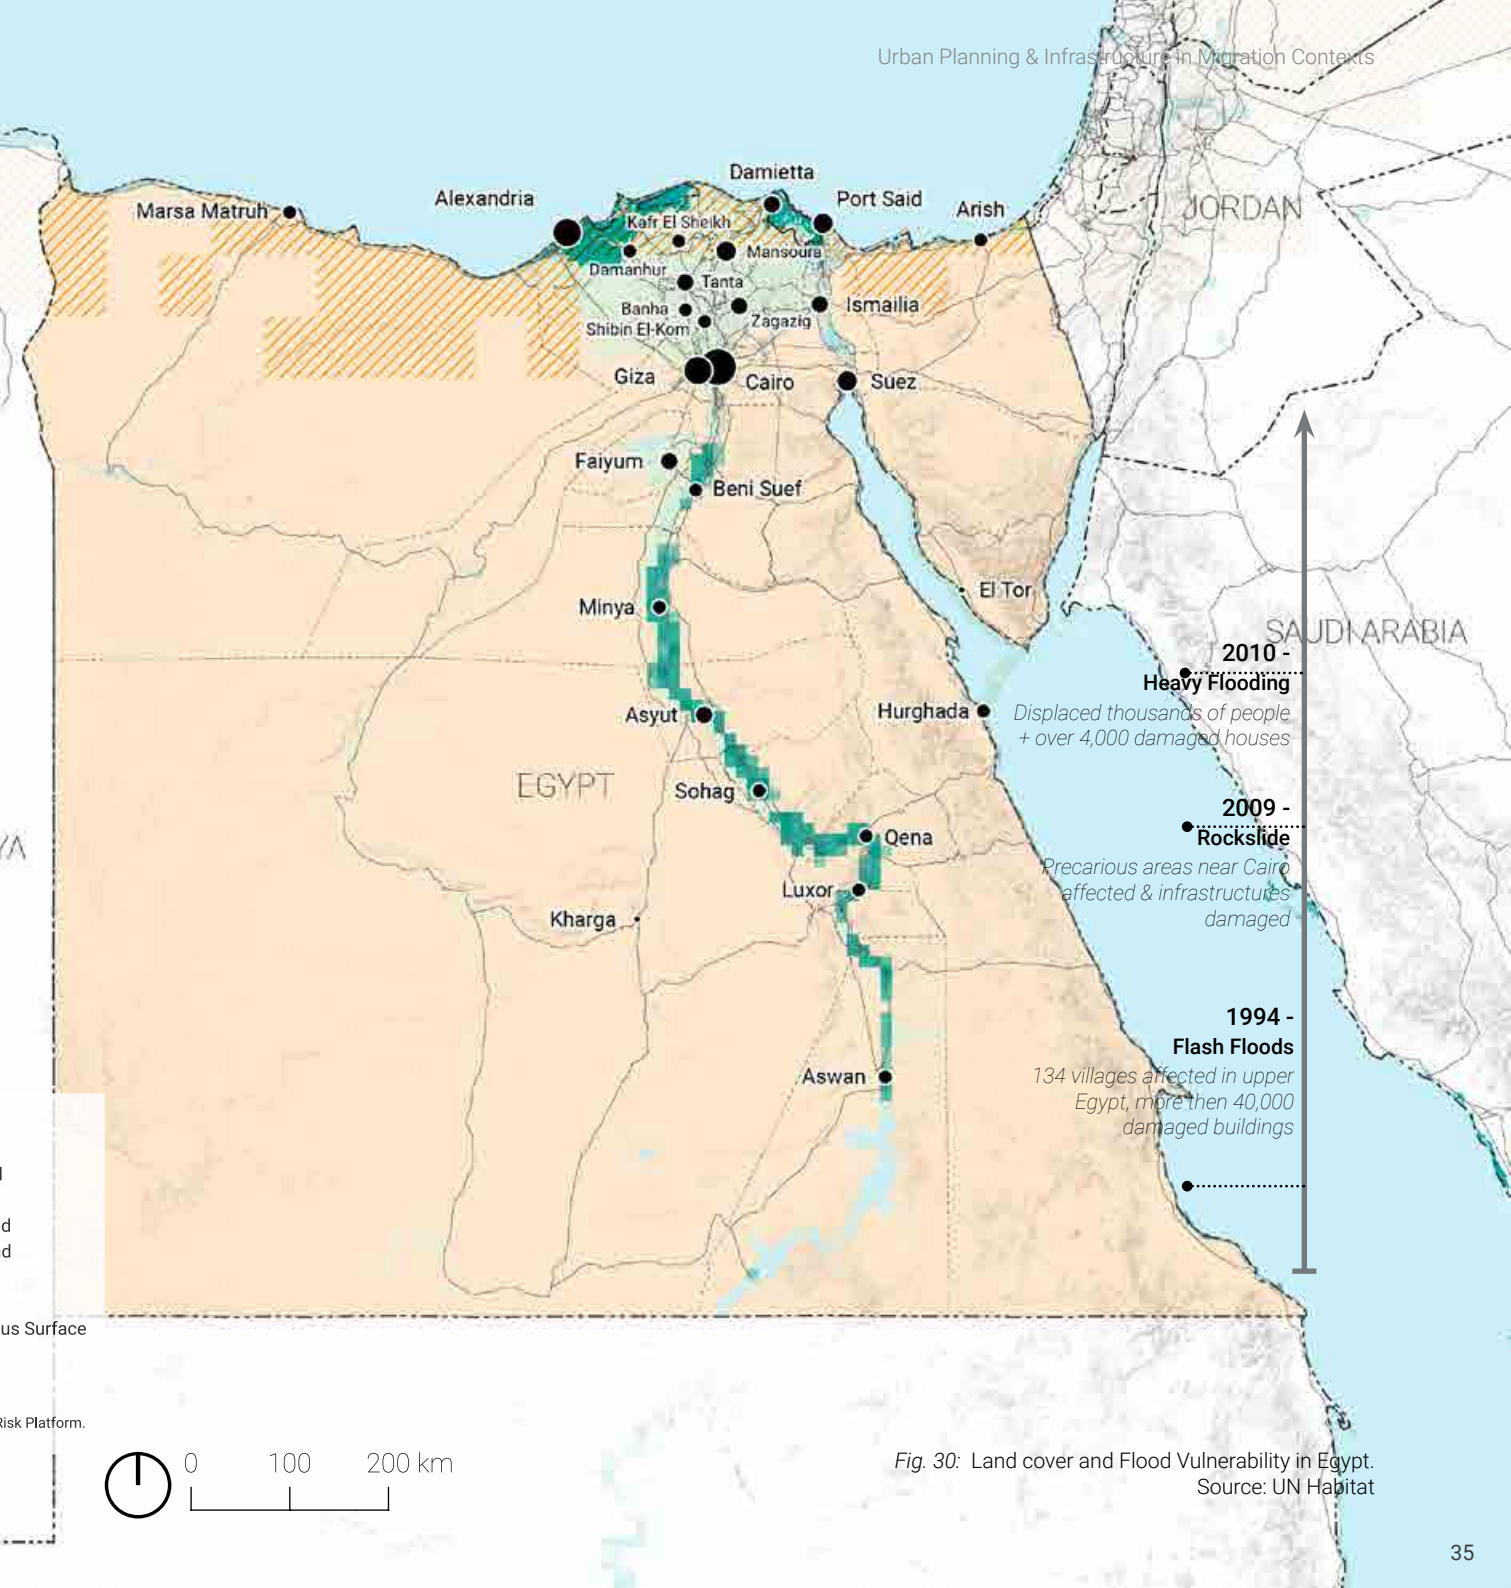 Urban Planning & Infrastructure in Migration Contexts
Damietta
Alexandria
Port Said
Marsa Matruh
Arish
JORDAN
Kafr El Sheikh
Mansoura
Damanhur
Tanta
Banha
Ismailia
Shibin El-Kom
Zagazig
Giza
Cairo
Suez
Faiyum
Beni Suef
El Tor
Minya
SAUDI ARABIA
2010 -
Heavy Flooding
Displaced thousands of people
+ over 4,000 damaged houses
Asyut
Hurghada
EGYPT
Sohag
2009 -
Rockslide
Precarious areas near Cairo
affected & infrastructures
damaged
Qena
YA
Luxor
Kharga
1994 -
Flash Floods
134 villages affected in upper
Egypt, more then 40,000
damaged buildings
Aswan
d
d
us Surface
Risk Platform.
0 100 200 km
Fig. 30: Land cover and Flood Vulnerability in Egypt.
Source: UN Habitat
35